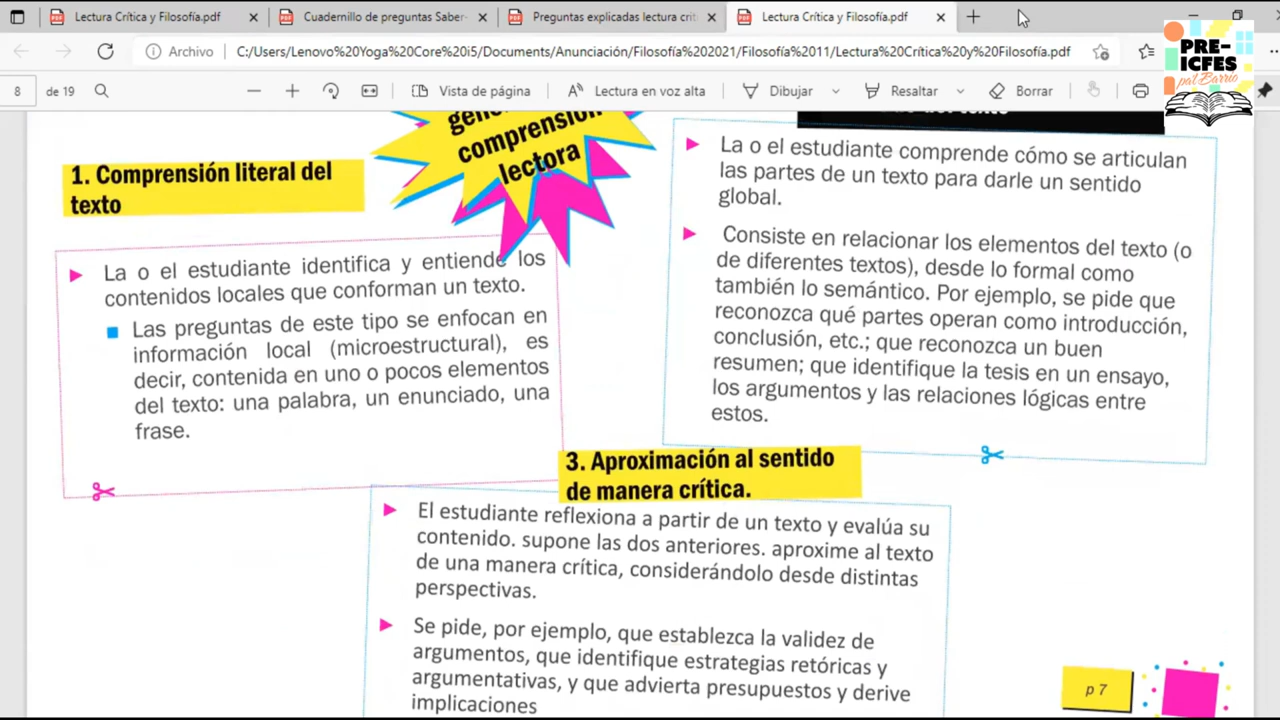 Lectura Crítica y Filosofía.pdf
Cuadernillo de preguntas Saber-
Preguntas explicadas lectura crit
Lectura Crítica y Filosofía.pdf
Archivo
C:/Users/Lenovo%20Yoga%20Core%20i5/Documents/Anunciación/Filosofía%202021/Filosofía%2011/Lectura%20Crítica%20y%20Filosofía.pdf
PRE-
ICFES
pa'l Barrio
8
de 19
Vista de página
Lectura en voz alta
Dibujar
Resaltar
Borrar
comprensión
lectora
1. Comprensión literal del
texto
La o el estudiante identifica y entiende los
contenidos locales que conforman un texto.
Las preguntas de este tipo se enfocan en
información local (microestructural), es
decir, contenida en uno o pocos elementos
del texto: una palabra, un enunciado, una
frase.
La o el estudiante comprende cómo se articulan
las partes de un texto para darle un sentido
global.
Consiste en relacionar los elementos del texto (o
de diferentes textos), desde lo formal como
también lo semántico. Por ejemplo, se pide que
reconozca qué partes operan como introducción,
conclusión, etc.; que reconozca un buen
resumen; que identifique la tesis en un ensayo,
los argumentos y las relaciones lógicas entre
estos.
3. Aproximación al sentido
de manera crítica.
El estudiante reflexiona a partir de un texto y evalúa su
contenido. supone las dos anteriores. aproxime al texto
de una manera crítica, considerándolo desde distintas
perspectivas.
Se pide, por ejemplo, que establezca la validez de
argumentos, que identifique estrategias retóricas y
argumentativas, y que advierta presupuestos y derive
implicaciones
p 7